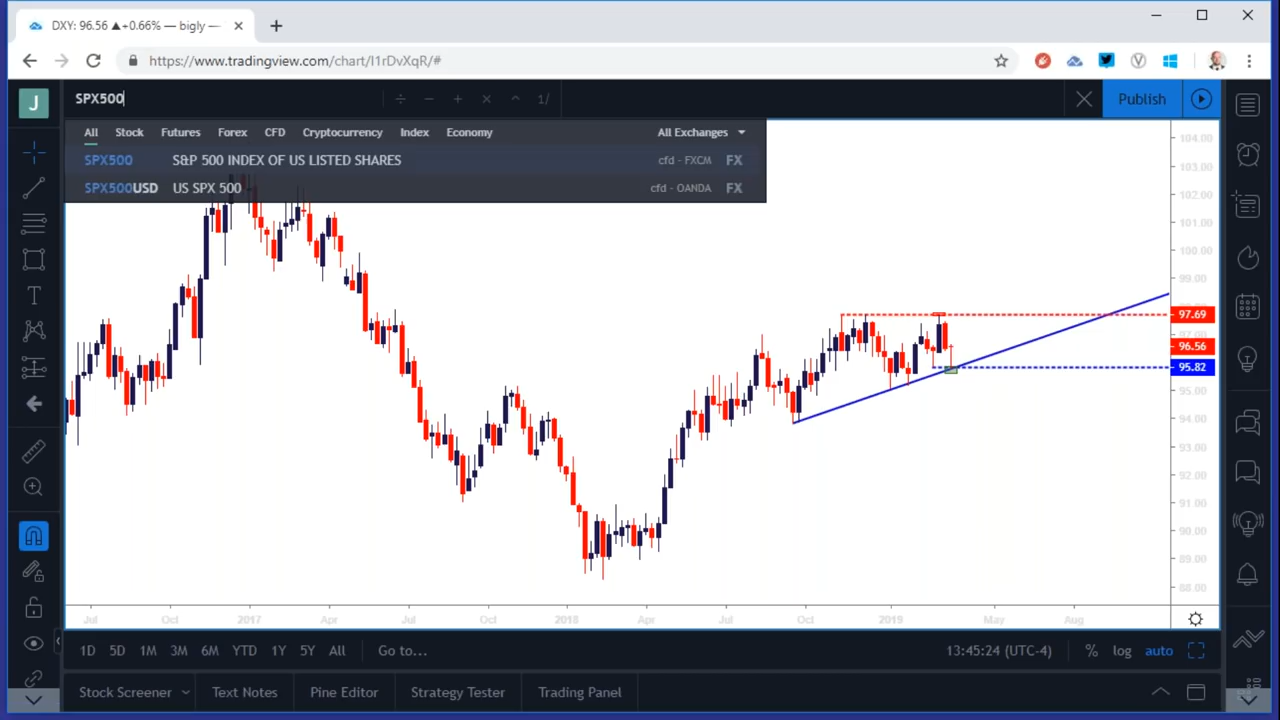 DXY: 96.56 ▲+0.66% — bigly —
https://www.tradingview.com/chart/I1rDvXqR/#
J
SPX500
÷ − + × ^ 1/
Publish
All Stock Futures Forex CFD Cryptocurrency Index Economy All Exchanges
SPX500 S&P 500 INDEX OF US LISTED SHARES cfd - FXCM FX
SPX500USD US SPX 500 cfd - OANDA FX
104.00
103.00
102.00
101.00
100.00
99.00
97.69
97.00
96.56
95.82
95.00
94.00
93.00
92.00
91.00
90.00
89.00
88.00
Jul Oct 2017 Apr Jul Oct 2018 Apr Jul Oct 2019 May Aug
1D 5D 1M 3M 6M YTD 1Y 5Y All Go to... 13:45:24 (UTC-4) % log auto
Stock Screener Text Notes Pine Editor Strategy Tester Trading Panel